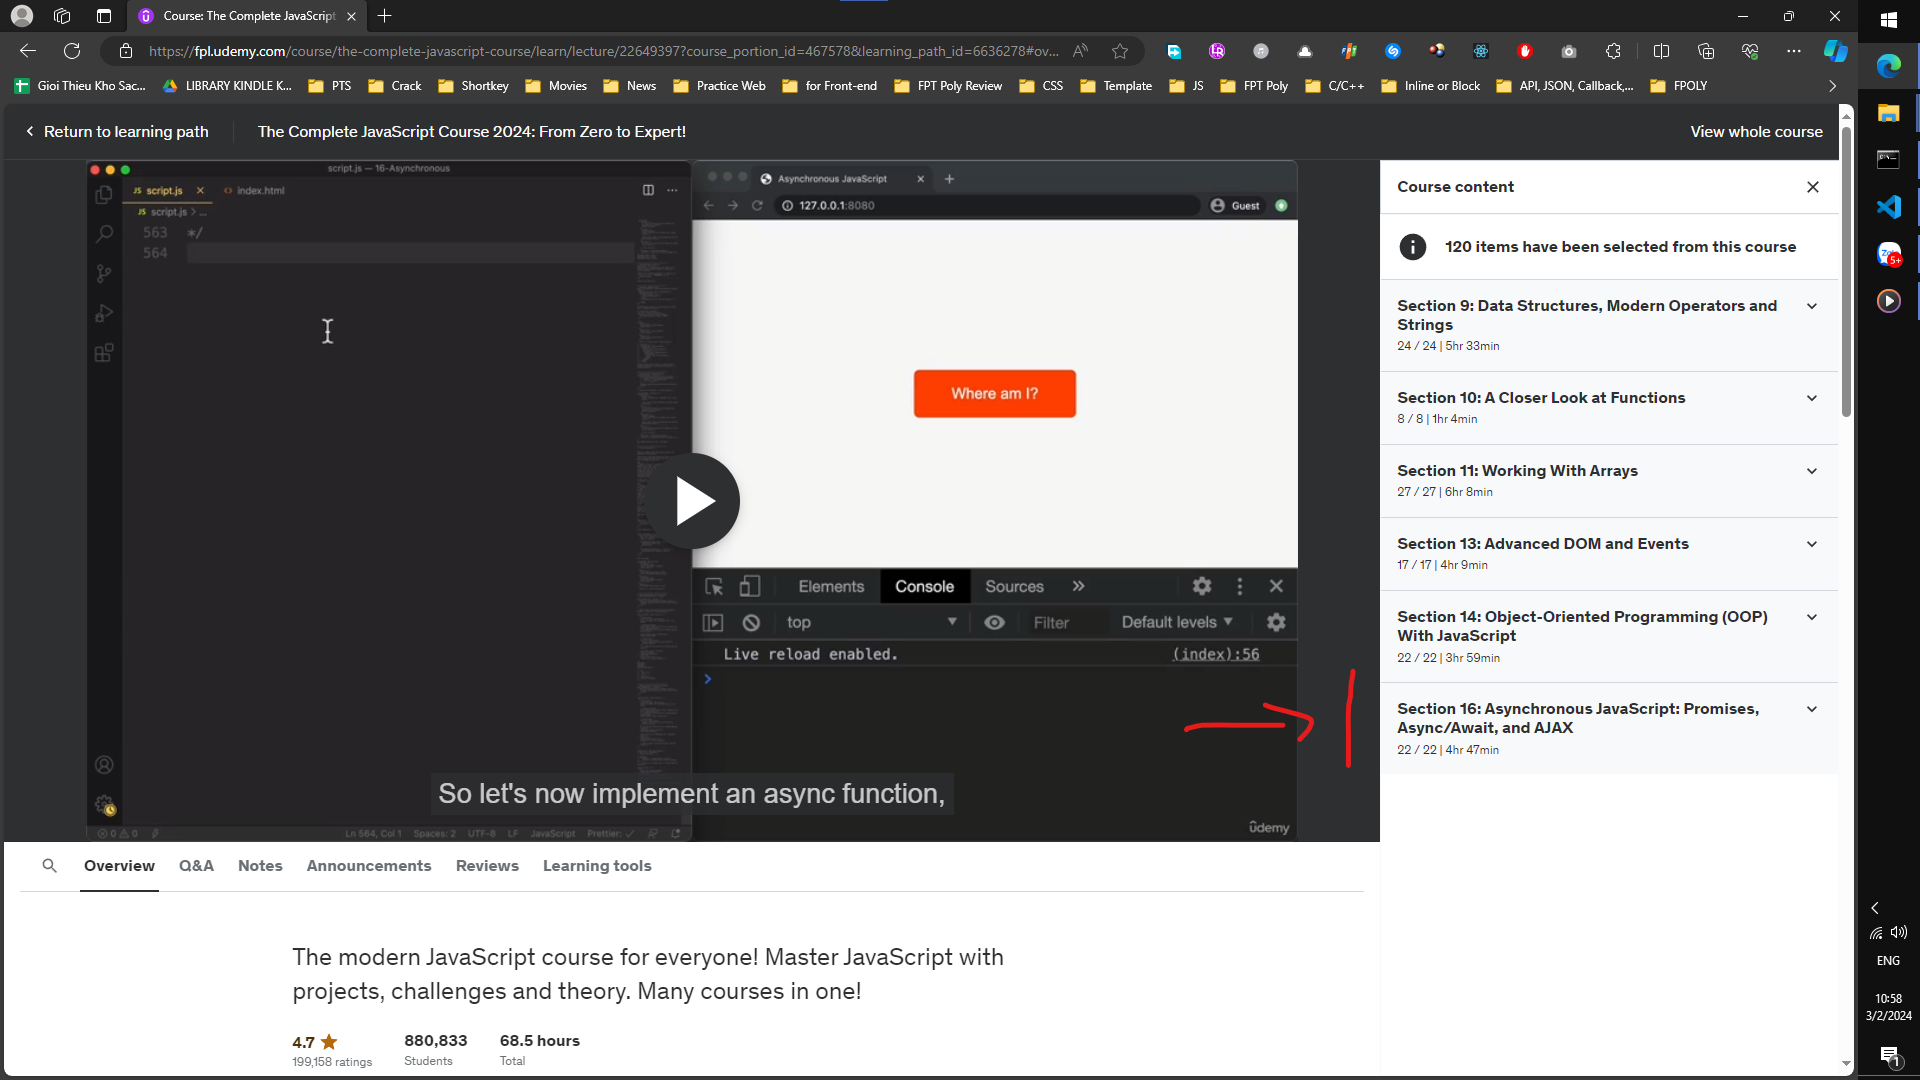 Course: The Complete JavaScript
https://fpl.udemy.com/course/the-complete-javascript-course/learn/lecture/22649397?course_portion_id=467578&learning_path_id=6636278#ov...
Gioi Thieu Kho Sac...
LIBRARY KINDLE K...
PTS
Crack
Shortkey
Movies
News
Practice Web
for Front-end
FPT Poly Review
CSS
Template
JS
FPT Poly
C/C++
Inline or Block
API, JSON, Callback,...
FPOLY
Return to learning path
The Complete JavaScript Course 2024: From Zero to Expert!
View whole course
script.js — 16-Asynchronous
JS script.js
index.html
JS script.js > ...
563 */
564
Asynchronous JavaScript
127.0.0.1:8080
Guest
Where am I?
Elements
Console
Sources
top
Filter
Default levels
Live reload enabled.
(index):56
So let's now implement an async function,
0 0
Ln 564, Col 1
Spaces: 2
UTF-8
LF
JavaScript
Prettier:
ûdemy
Course content
120 items have been selected from this course
Section 9: Data Structures, Modern Operators and
Strings
24 / 24 | 5hr 33min
Section 10: A Closer Look at Functions
8 / 8 | 1hr 4min
Section 11: Working With Arrays
27 / 27 | 6hr 8min
Section 13: Advanced DOM and Events
17 / 17 | 4hr 9min
Section 14: Object-Oriented Programming (OOP)
With JavaScript
22 / 22 | 3hr 59min
Section 16: Asynchronous JavaScript: Promises,
Async/Await, and AJAX
22 / 22 | 4hr 47min
Overview
Q&A
Notes
Announcements
Reviews
Learning tools
The modern JavaScript course for everyone! Master JavaScript with
projects, challenges and theory. Many courses in one!
4.7
880,833
68.5 hours
199,158 ratings
Students
Total
5+
ENG
10:58
3/2/2024
1